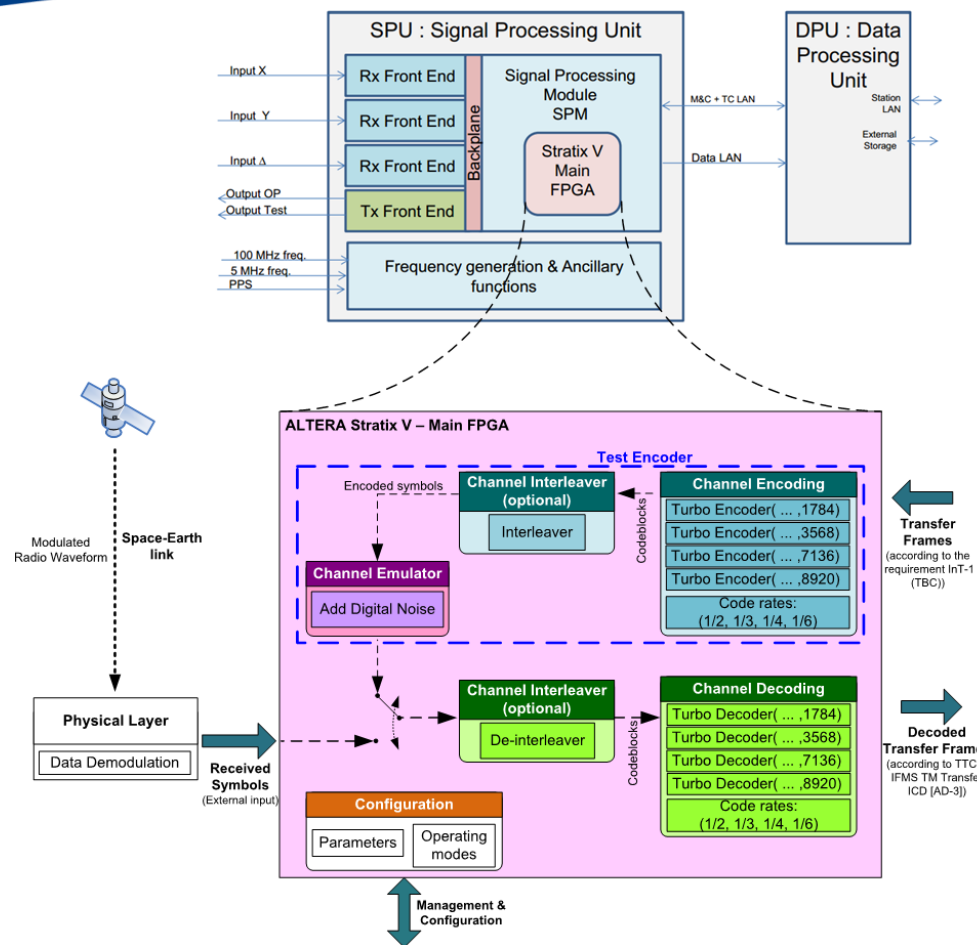 SPU : Signal Processing Unit
DPU : Data
Processing
Unit
Input X
Input Y
Input Δ
Output OP
Output Test
100 MHz freq.
5 MHz freq.
PPS
Rx Front End
Rx Front End
Rx Front End
Tx Front End
Backplane
Signal Processing
Module
SPM
Stratix V
Main
FPGA
Frequency generation & Ancillary
functions
M&C + TC LAN
Data LAN
Station
LAN
External
Storage
ALTERA Stratix V – Main FPGA
Test Encoder
Encoded symbols
Channel Interleaver
(optional)
Interleaver
Codeblocks
Channel Encoding
Turbo Encoder( ... ,1784)
Turbo Encoder( ... ,3568)
Turbo Encoder( ... ,7136)
Turbo Encoder( ... ,8920)
Code rates:
(1/2, 1/3, 1/4, 1/6)
Transfer
Frames
(according to the
requirement InT-1
(TBC))
Channel Emulator
Add Digital Noise
Modulated
Radio Waveform
Space-Earth
link
Physical Layer
Data Demodulation
Received
Symbols
(External input)
Channel Interleaver
(optional)
De-interleaver
Codeblocks
Channel Decoding
Turbo Decoder( ... ,1784)
Turbo Decoder( ... ,3568)
Turbo Decoder( ... ,7136)
Turbo Decoder( ... ,8920)
Code rates:
(1/2, 1/3, 1/4, 1/6)
Decoded
Transfer Frame
(according to TTC
IFMS TM Transfe
ICD [AD-3])
Configuration
Parameters
Operating
modes
Management &
Configuration